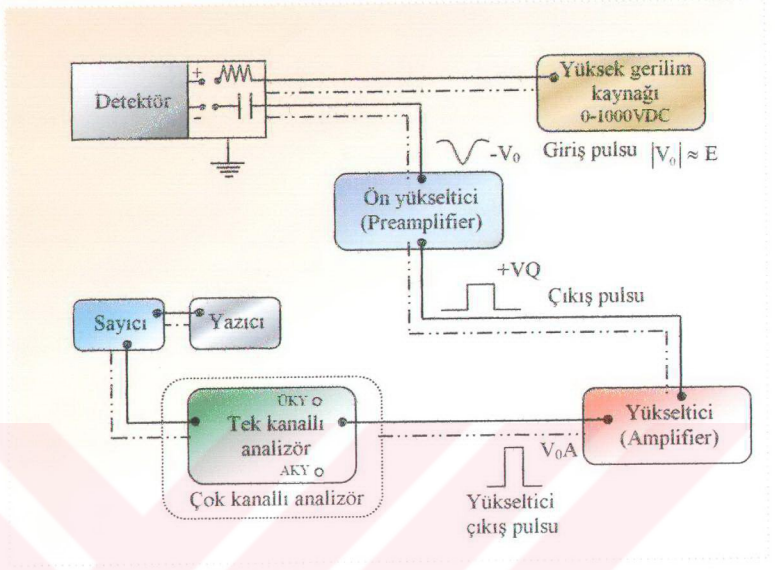 Detektör
+
-
Yüksek gerilim
kaynağı
0-1000VDC
-V₀
Giriş pulsu |V₀| ≈ E
Ön yükseltici
(Preamplifier)
+VQ
Çıkış pulsu
Sayıcı
Yazıcı
ÜKY
Tek kanallı
analizör
AKY
Çok kanallı analizör
Yükseltici
(Amplifier)
V₀A
Yükseltici
çıkış pulsu